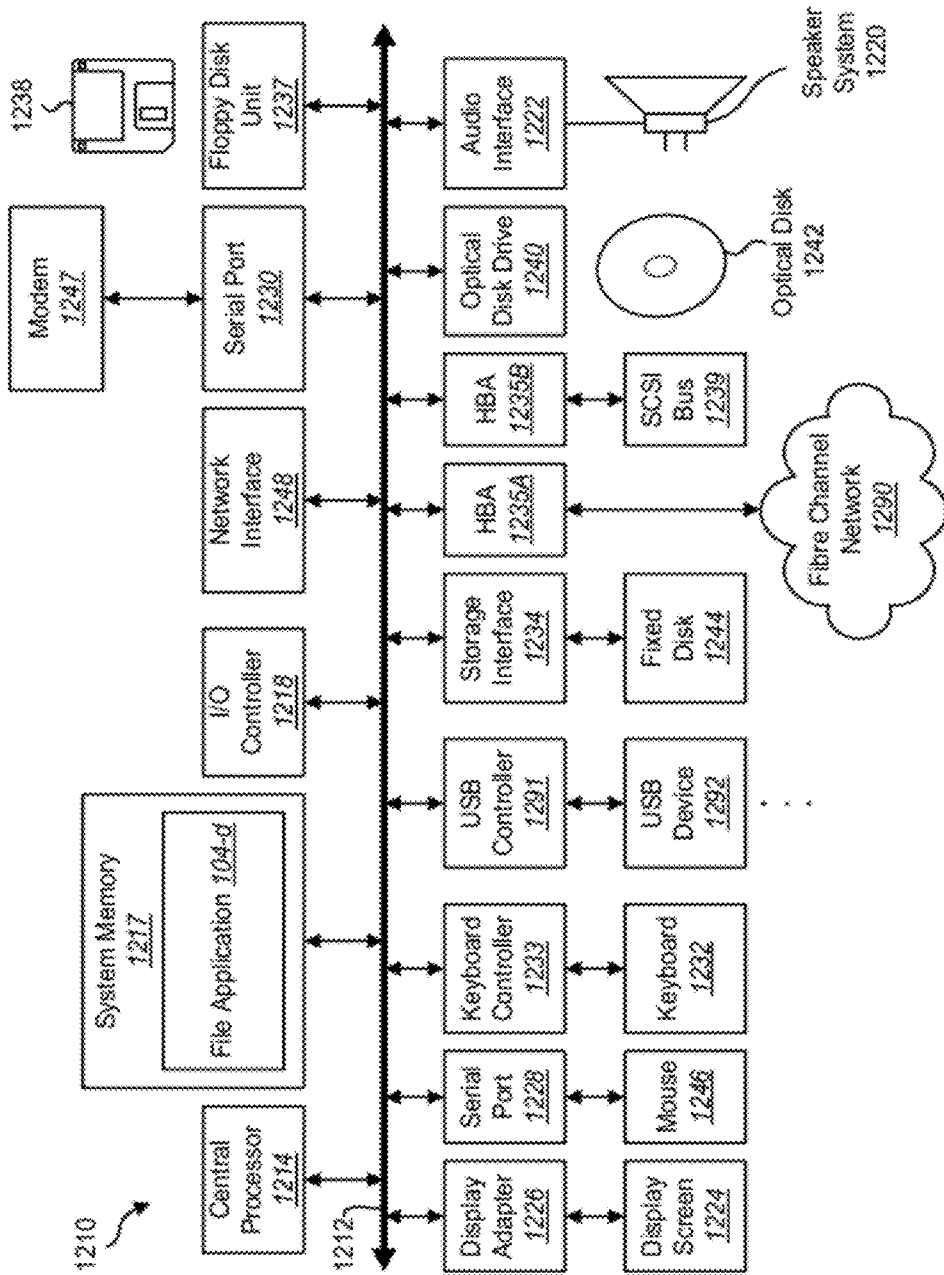 1210
Central
Processor
1214
System Memory
1217
File Application 104-d
I/O
Controller
1218
Network
Interface
1248
Modem
1247
Serial Port
1230
1238
Floppy Disk
Unit
1237
1212
Display
Adapter
1226
Serial
Port
1228
Keyboard
Controller
1233
USB
Controller
1291
Storage
Interface
1234
HBA
1235A
HBA
1235B
Optical
Disk Drive
1240
Audio
Interface
1222
Display
Screen
1224
Mouse
1246
Keyboard
1232
USB
Device
1292
Fixed
Disk
1244
SCSI
Bus
1239
Fibre Channel
Network
1290
Optical Disk
1242
Speaker
System
1220